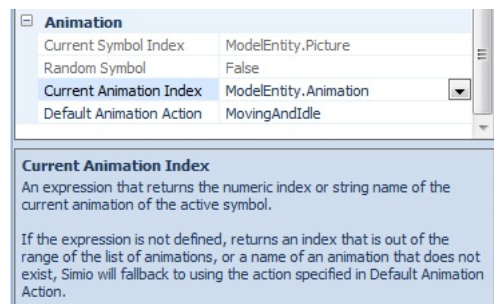 Animation
Current Symbol Index ModelEntity.Picture
Random Symbol False
Current Animation Index ModelEntity.Animation
Default Animation Action MovingAndIdle
Current Animation Index
An expression that returns the numeric index or string name of the
current animation of the active symbol.
If the expression is not defined, returns an index that is out of the
range of the list of animations, or a name of an animation that does not
exist, Simio will fallback to using the action specified in Default Animation
Action.